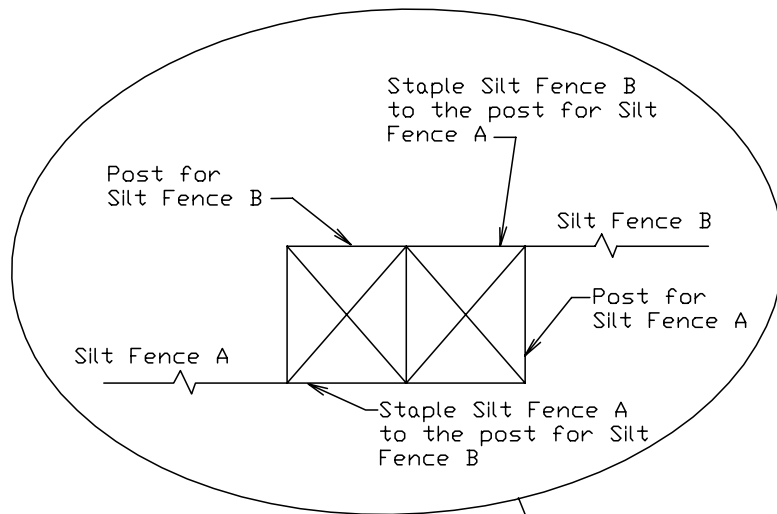 Staple Silt Fence B
to the post for Silt
Fence A
Post for
Silt Fence B
Silt Fence B
Post for
Silt Fence A
Silt Fence A
Staple Silt Fence A
to the post for Silt
Fence B